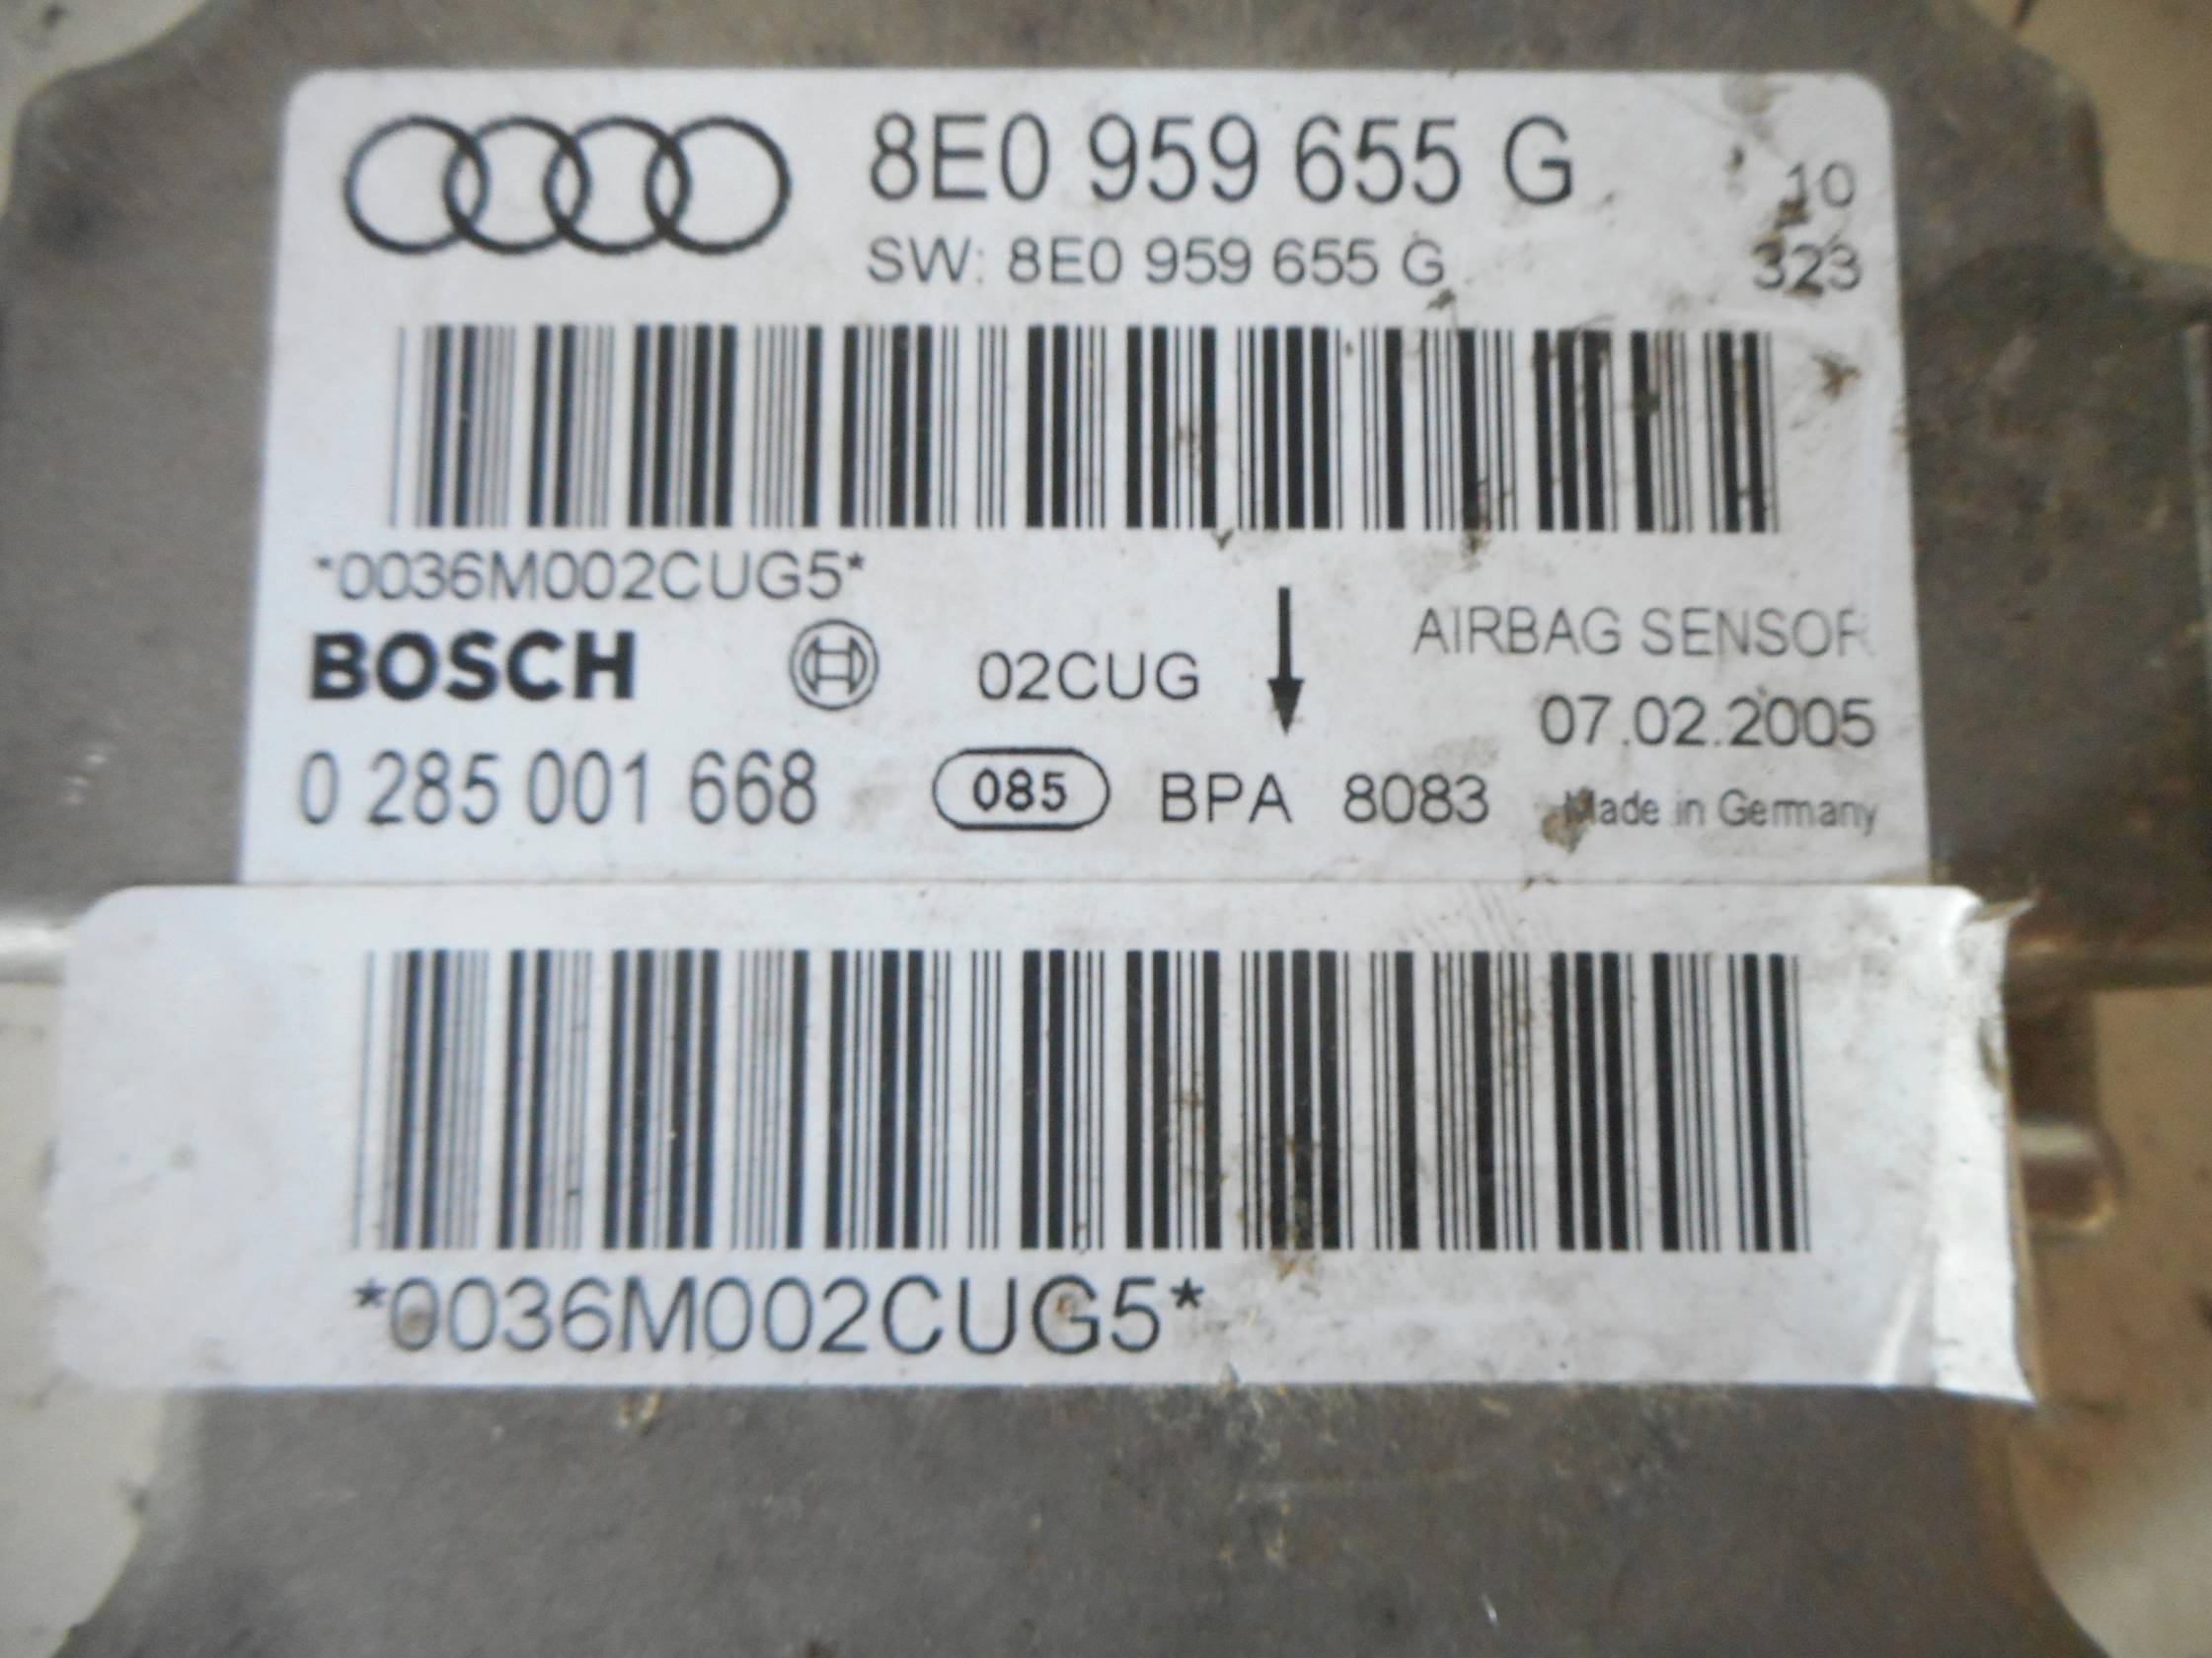 8E0 959 655 G
10
SW: 8E0 959 655 G
323
*0036M002CUG5*
BOSCH 02CUG AIRBAG SENSOR
07.02.2005
0 285 001 668 085 BPA 8083 Made in Germany
*0036M002CUG5*